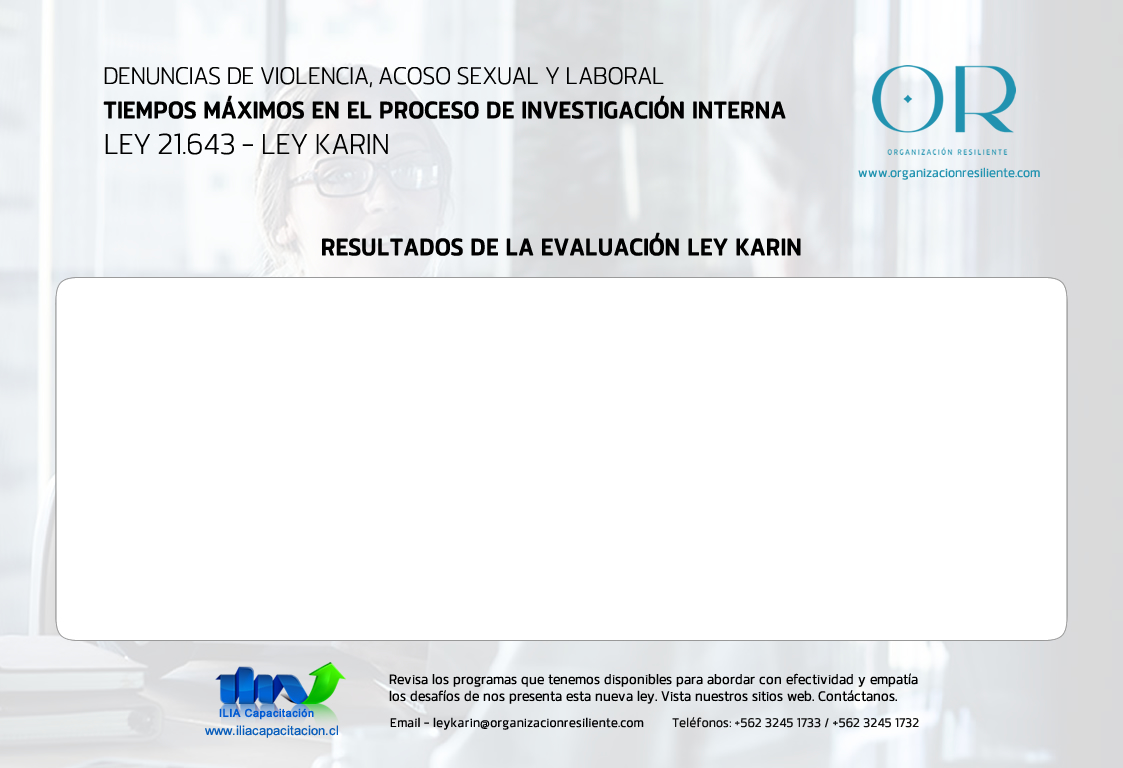 DENUNCIAS DE VIOLENCIA, ACOSO SEXUAL Y LABORAL
TIEMPOS MÁXIMOS EN EL PROCESO DE INVESTIGACIÓN INTERNA
LEY 21.643 – LEY KARIN
OR
ORGANIZACIÓN RESILIENTE
www.organizacionresiliente.com
RESULTADOS DE LA EVALUACIÓN LEY KARIN
ILIA Capacitación
www.iliacapacitacion.cl
Revisa los programas que tenemos disponibles para abordar con efectividad y empatía
los desafíos de nos presenta esta nueva ley. Vista nuestros sitios web. Contáctanos.
Email – leykarin@organizacionresiliente.com Teléfonos: +562 3245 1733 / +562 3245 1732